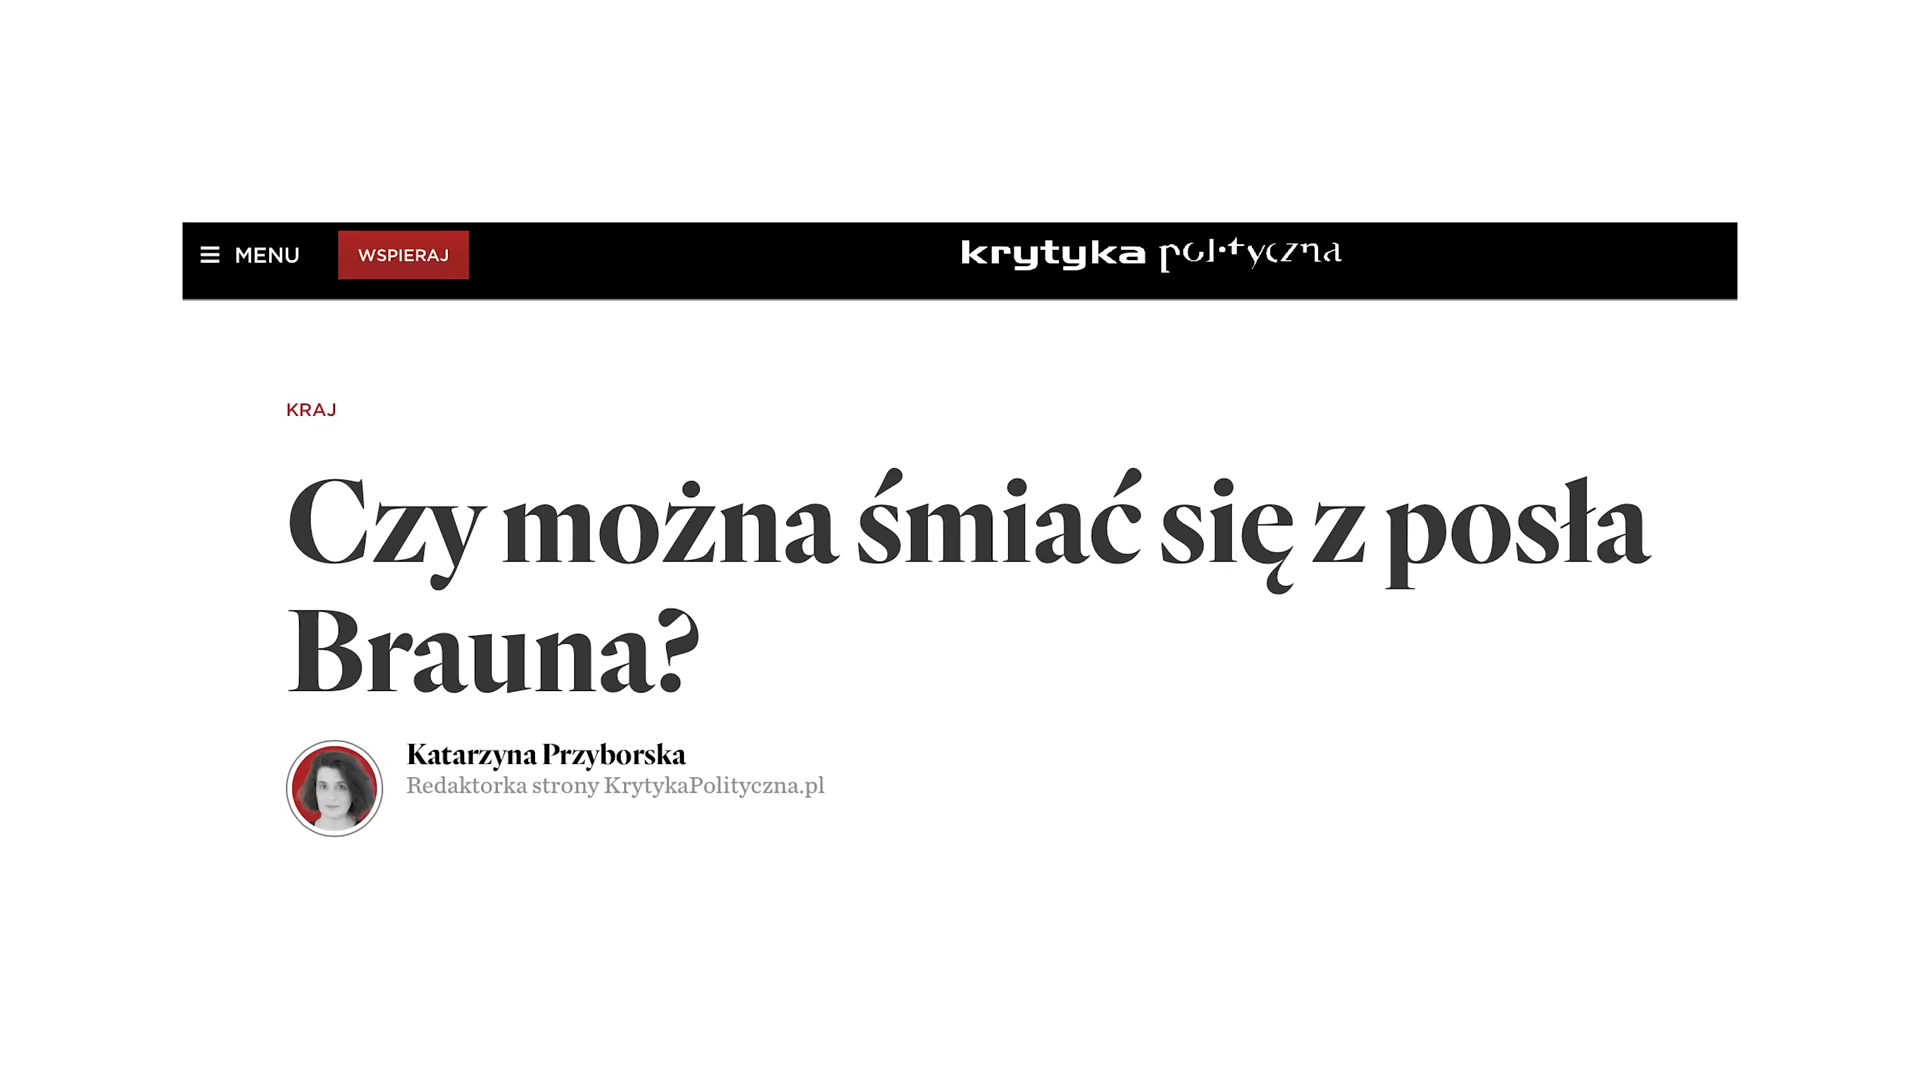 MENU WSPIERAJ krytyka polityczna
KRAJ
Czy można śmiać się z posła
Brauna?
Katarzyna Przyborska
Redaktorka strony KrytykaPolityczna.pl